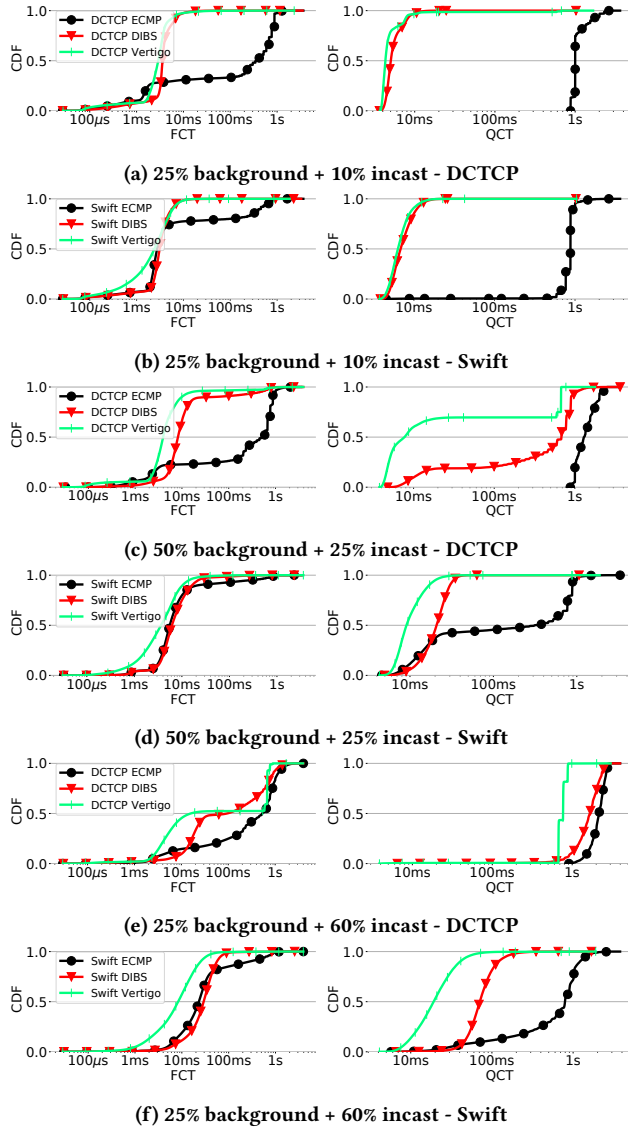 1.0
CDF
0.5
0.0
DCTCP ECMP
DCTCP DIBS
DCTCP Vertigo
100μs 1ms 10ms 100ms 1s
FCT
1.0
CDF
0.5
0.0
10ms 1s
QCT
(a) 25% background + 10% incast - DCTCP
1.0
CDF
0.5
0.0
Swift ECMP
Swift DIBS
Swift Vertigo
100μs 1ms 10ms 100ms 1s
FCT
1.0
CDF
0.5
0.0
10ms 100ms 1s
QCT
(b) 25% background + 10% incast - Swift
1.0
CDF
0.5
0.0
DCTCP ECMP
DCTCP DIBS
DCTCP Vertigo
100μs 1ms 10ms 100ms 1s
FCT
1.0
CDF
0.5
0.0
10ms 100ms 1s
QCT
(c) 50% background + 25% incast - DCTCP
1.0
CDF
0.5
0.0
Swift ECMP
Swift DIBS
Swift Vertigo
100μs 1ms 10ms 100ms 1s
FCT
1.0
CDF
0.5
0.0
10ms 100ms 1s
QCT
(d) 50% background + 25% incast - Swift
1.0
CDF
0.5
0.0
DCTCP ECMP
DCTCP DIBS
DCTCP Vertigo
100μs 1ms 10ms 100ms 1s
FCT
1.0
CDF
0.5
0.0
10ms 100ms 1s
QCT
(e) 25% background + 60% incast - DCTCP
1.0
CDF
0.5
0.0
Swift ECMP
Swift DIBS
Swift Vertigo
100μs 1ms 10ms 100ms 1s
FCT
1.0
CDF
0.5
0.0
10ms 100ms 1s
QCT
(f) 25% background + 60% incast - Swift